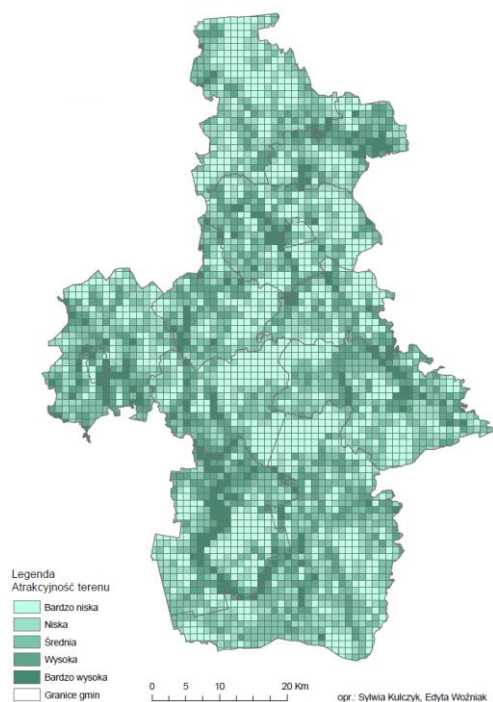 Legenda
Atrakcyjność terenu
Bardzo niska
Niska
Średnia
Wysoka
Bardzo wysoka
Granice gmin
0 5 10 20 Km
opr.: Sylwia Kulczyk, Edyta Woźniak